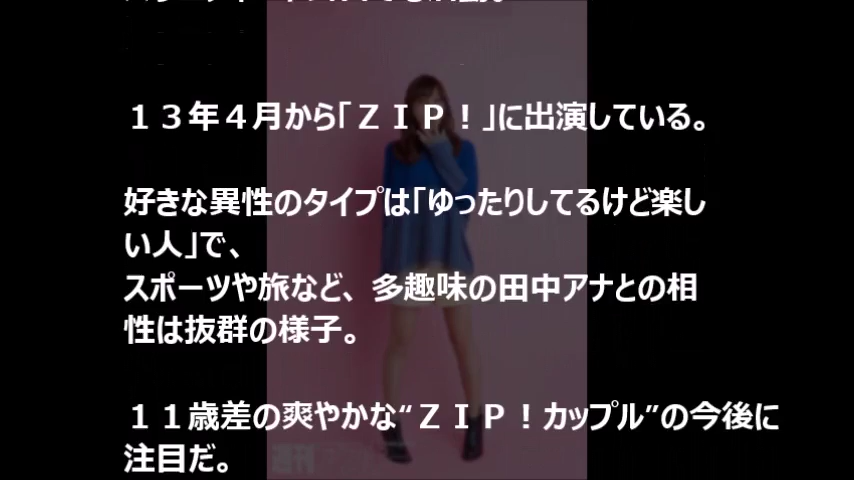 １３年４月から「ＺＩＰ！」に出演している。
好きな異性のタイプは「ゆったりしてるけど楽し
い人」で、
スポーツや旅など、多趣味の田中アナとの相
性は抜群の様子。
１１歳差の爽やかな“ＺＩＰ！カップル”の今後に
注目だ。
週刊